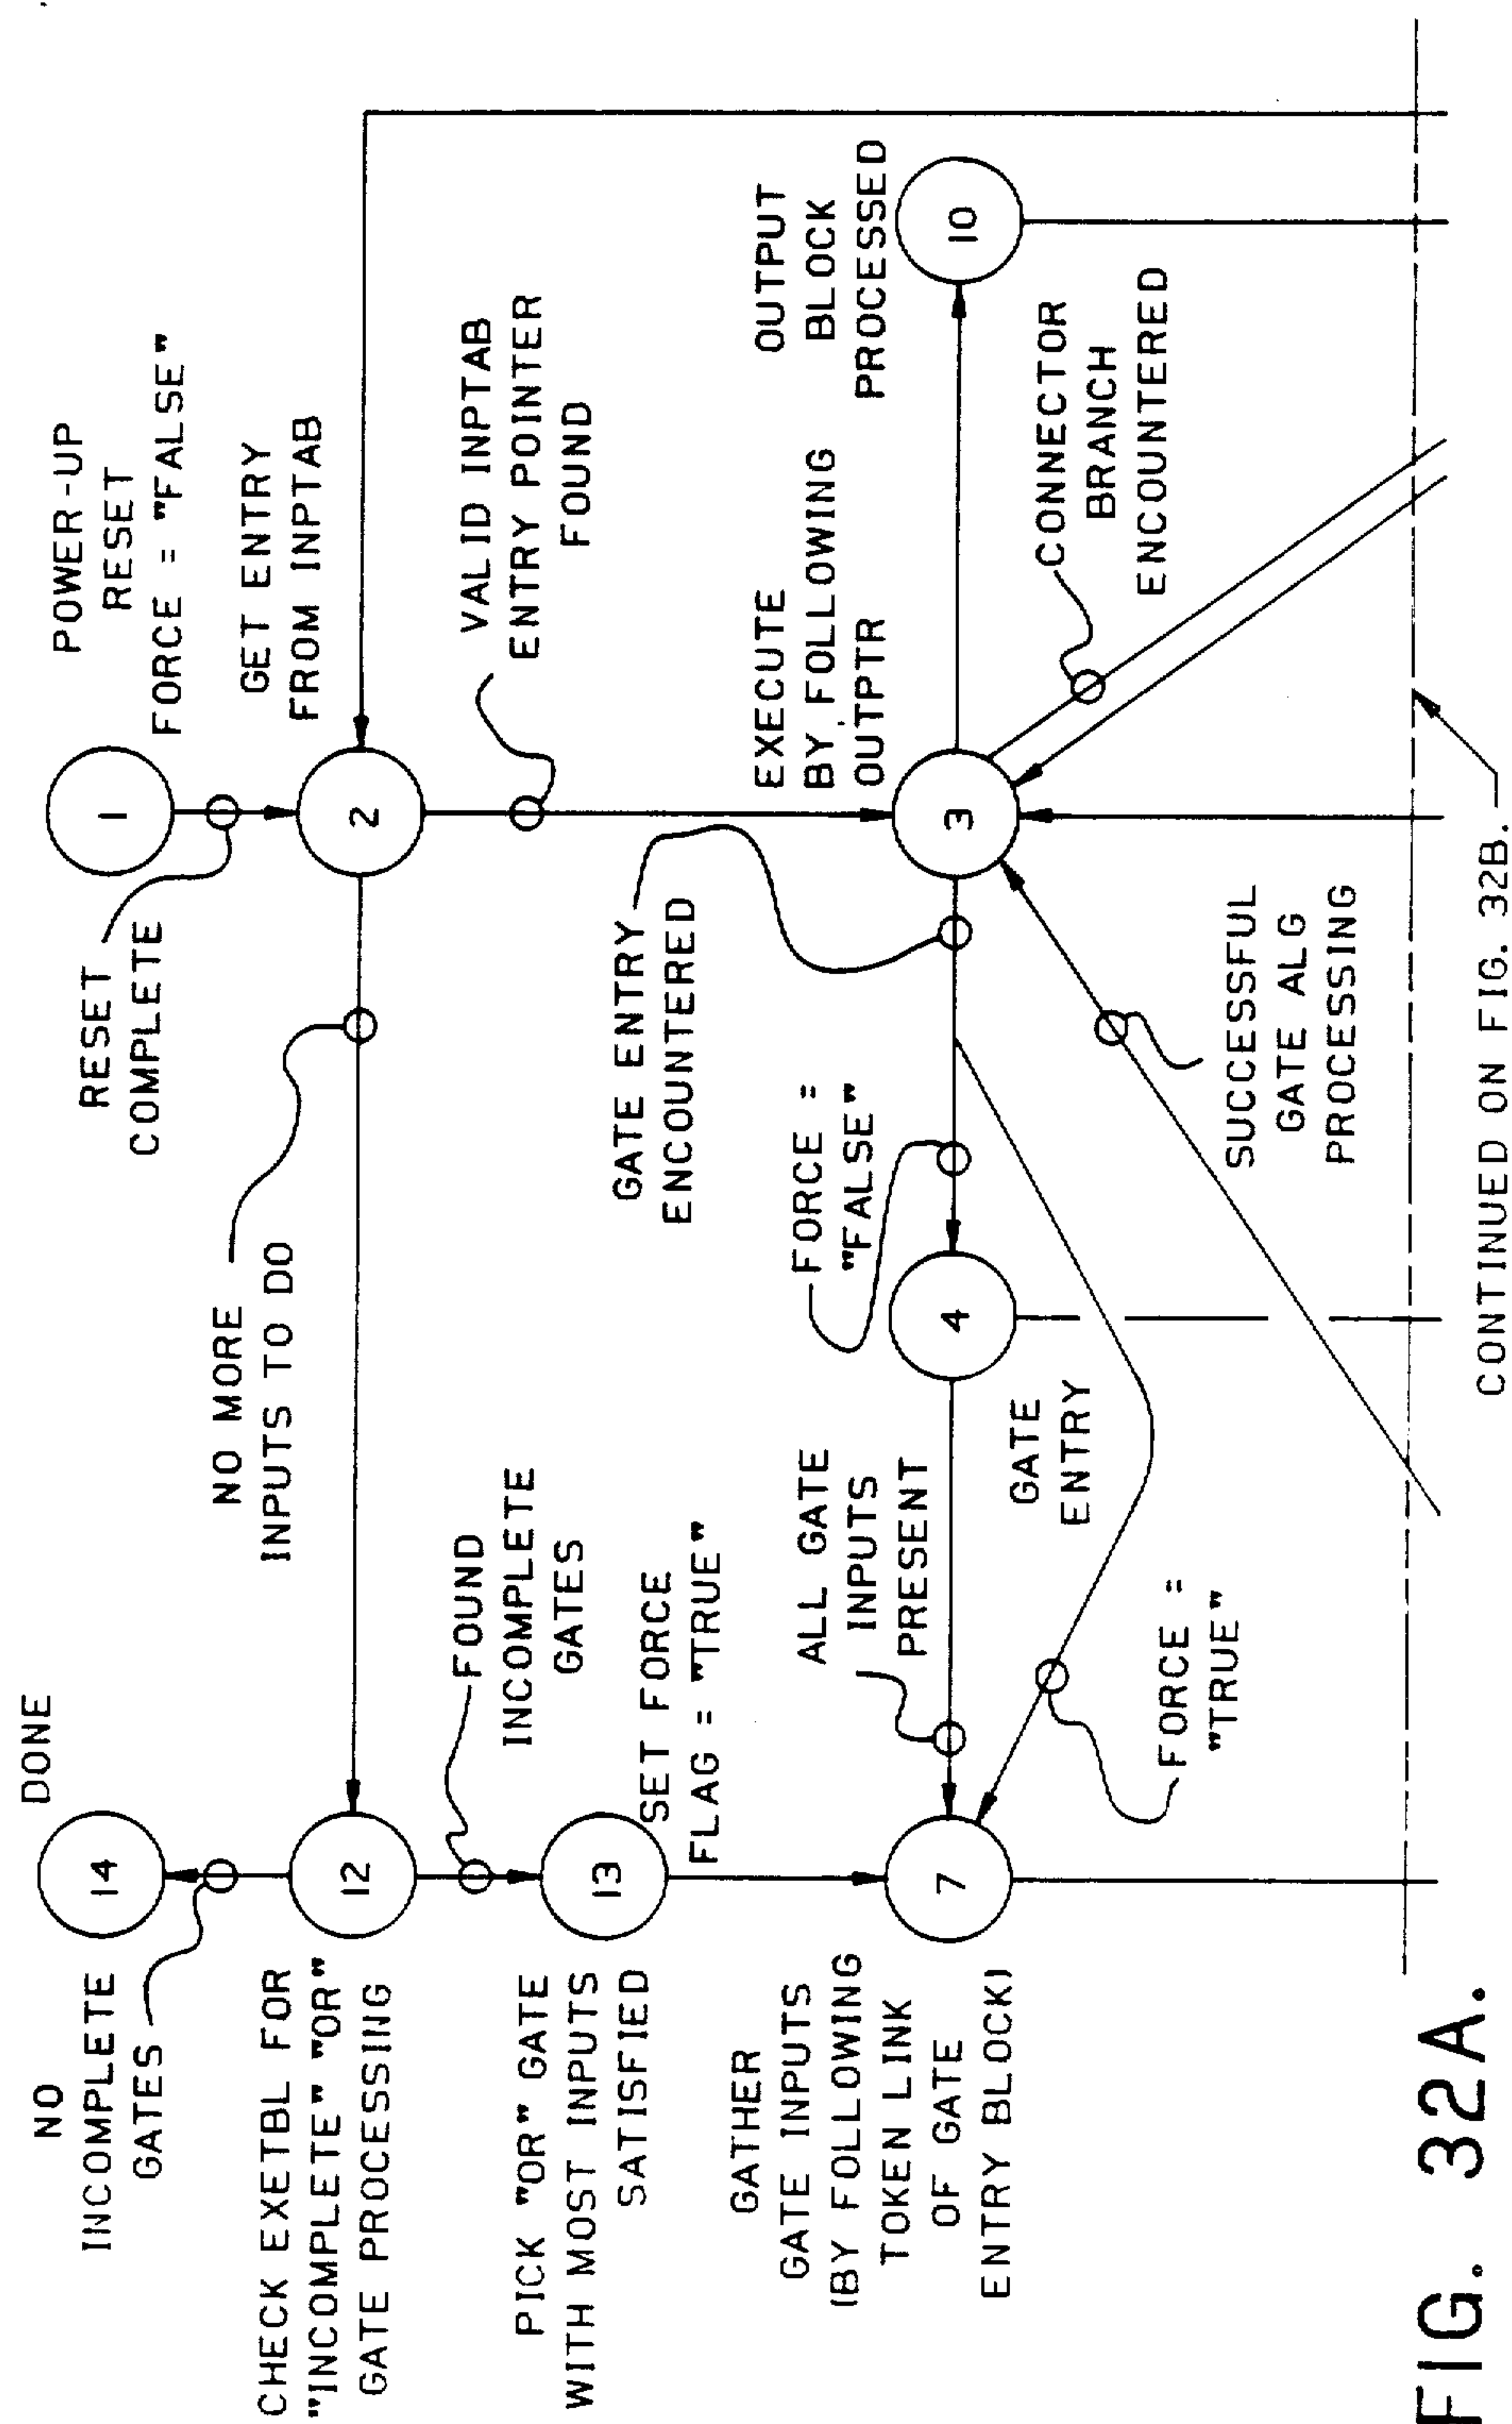 NO
INCOMPLETE
GATES
14
DONE
RESET
COMPLETE
1
POWER-UP
RESET
FORCE = "FALSE"
CHECK EXETBL FOR
"INCOMPLETE" "OR"
GATE PROCESSING
12
NO MORE
INPUTS TO DO
2
GET ENTRY
FROM INPTAB
FOUND
INCOMPLETE
GATES
VALID INPTAB
ENTRY POINTER
FOUND
PICK "OR" GATE
WITH MOST INPUTS
SATISFIED
13
SET FORCE
FLAG = "TRUE"
GATE ENTRY
ENCOUNTERED
EXECUTE
BY FOLLOWING
OUTPTR
OUTPUT
BLOCK
PROCESSED
GATHER
GATE INPUTS
(BY FOLLOWING
TOKEN LINK
OF GATE
ENTRY BLOCK)
7
ALL GATE
INPUTS
PRESENT
FORCE =
"FALSE"
4
GATE
ENTRY
3
10
FORCE =
"TRUE"
SUCCESSFUL
GATE ALG
PROCESSING
CONNECTOR
BRANCH
ENCOUNTERED
CONTINUED ON FIG. 32B.
FIG. 32A.